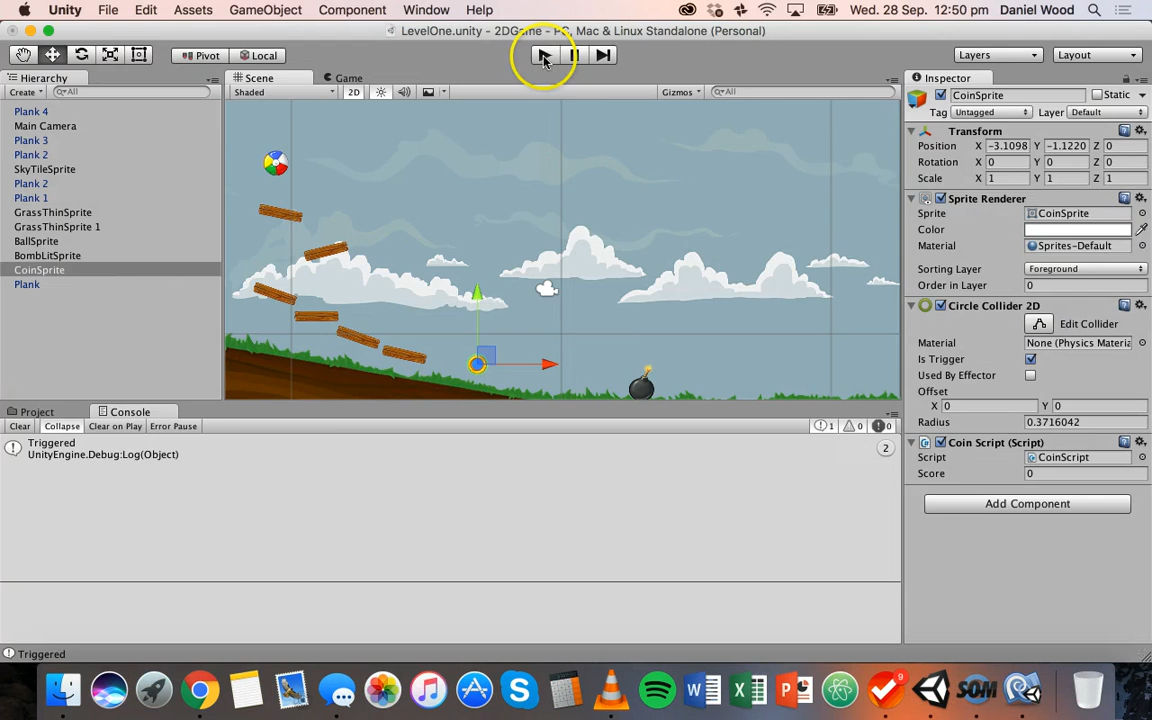 Unity File Edit Assets GameObject Component Window Help Wed. 28 Sep. 12:50 pm Daniel Wood
LevelOne.unity - 2DGame - PC, Mac & Linux Standalone (Personal)
Pivot Local Layers Layout
Hierarchy Scene Game Inspector
Create All Shaded 2D Gizmos All
CoinSprite Static
Tag Untagged Layer Default
Plank 4
Main Camera
Plank 3
Plank 2
SkyTileSprite
Plank 2
Plank 1
GrassThinSprite
GrassThinSprite 1
BallSprite
BombLitSprite
CoinSprite
Plank
Transform
Position X -3.1098 Y -1.1220 Z 0
Rotation X 0 Y 0 Z 0
Scale X 1 Y 1 Z 1
Sprite Renderer
Sprite CoinSprite
Color
Material Sprites-Default
Sorting Layer Foreground
Order in Layer 0
Circle Collider 2D
Edit Collider
Material None (Physics Materia
Is Trigger
Used By Effector
Offset
X 0 Y 0
Radius 0.3716042
Coin Script (Script)
Script CoinScript
Score 0
Add Component
Project Console
Clear Collapse Clear on Play Error Pause 1 0 0
Triggered
UnityEngine.Debug:Log(Object) 2
Triggered
9
SOM